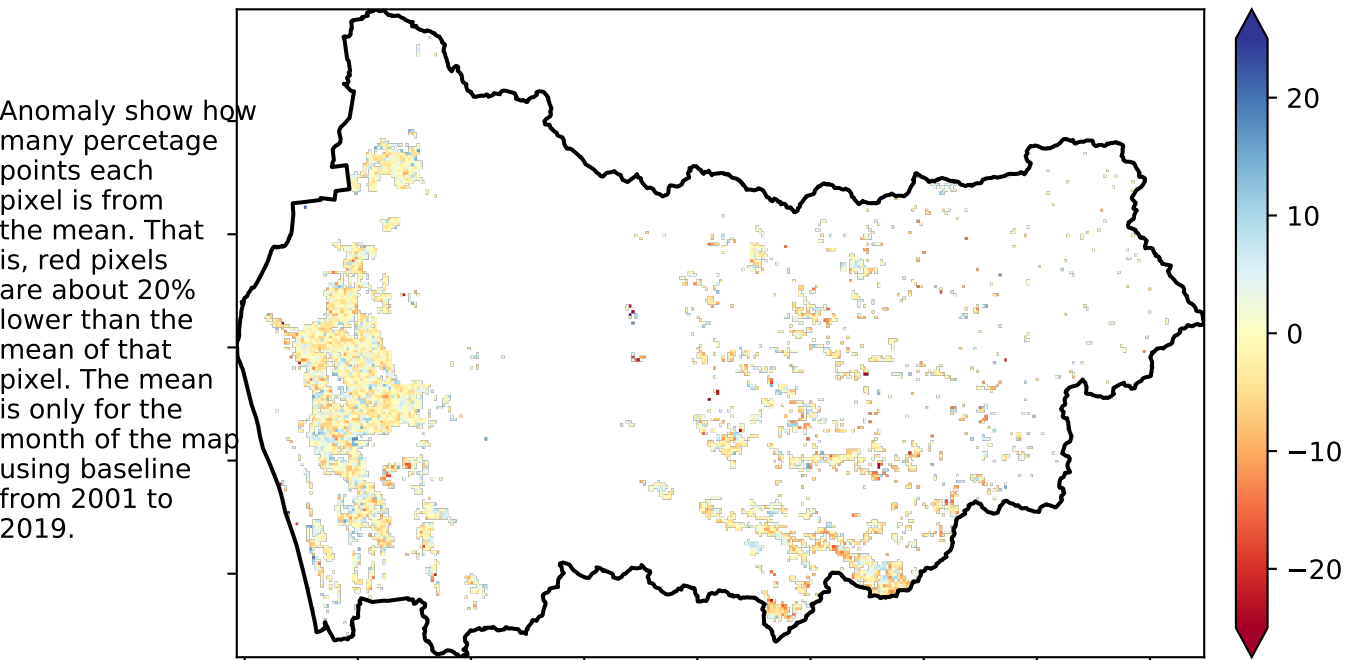 Anomaly show how
many percetage
points each
pixel is from
the mean. That
is, red pixels
are about 20%
lower than the
mean of that
pixel. The mean
is only for the
month of the map
using baseline
from 2001 to
2019.
20
10
0
−10
−20